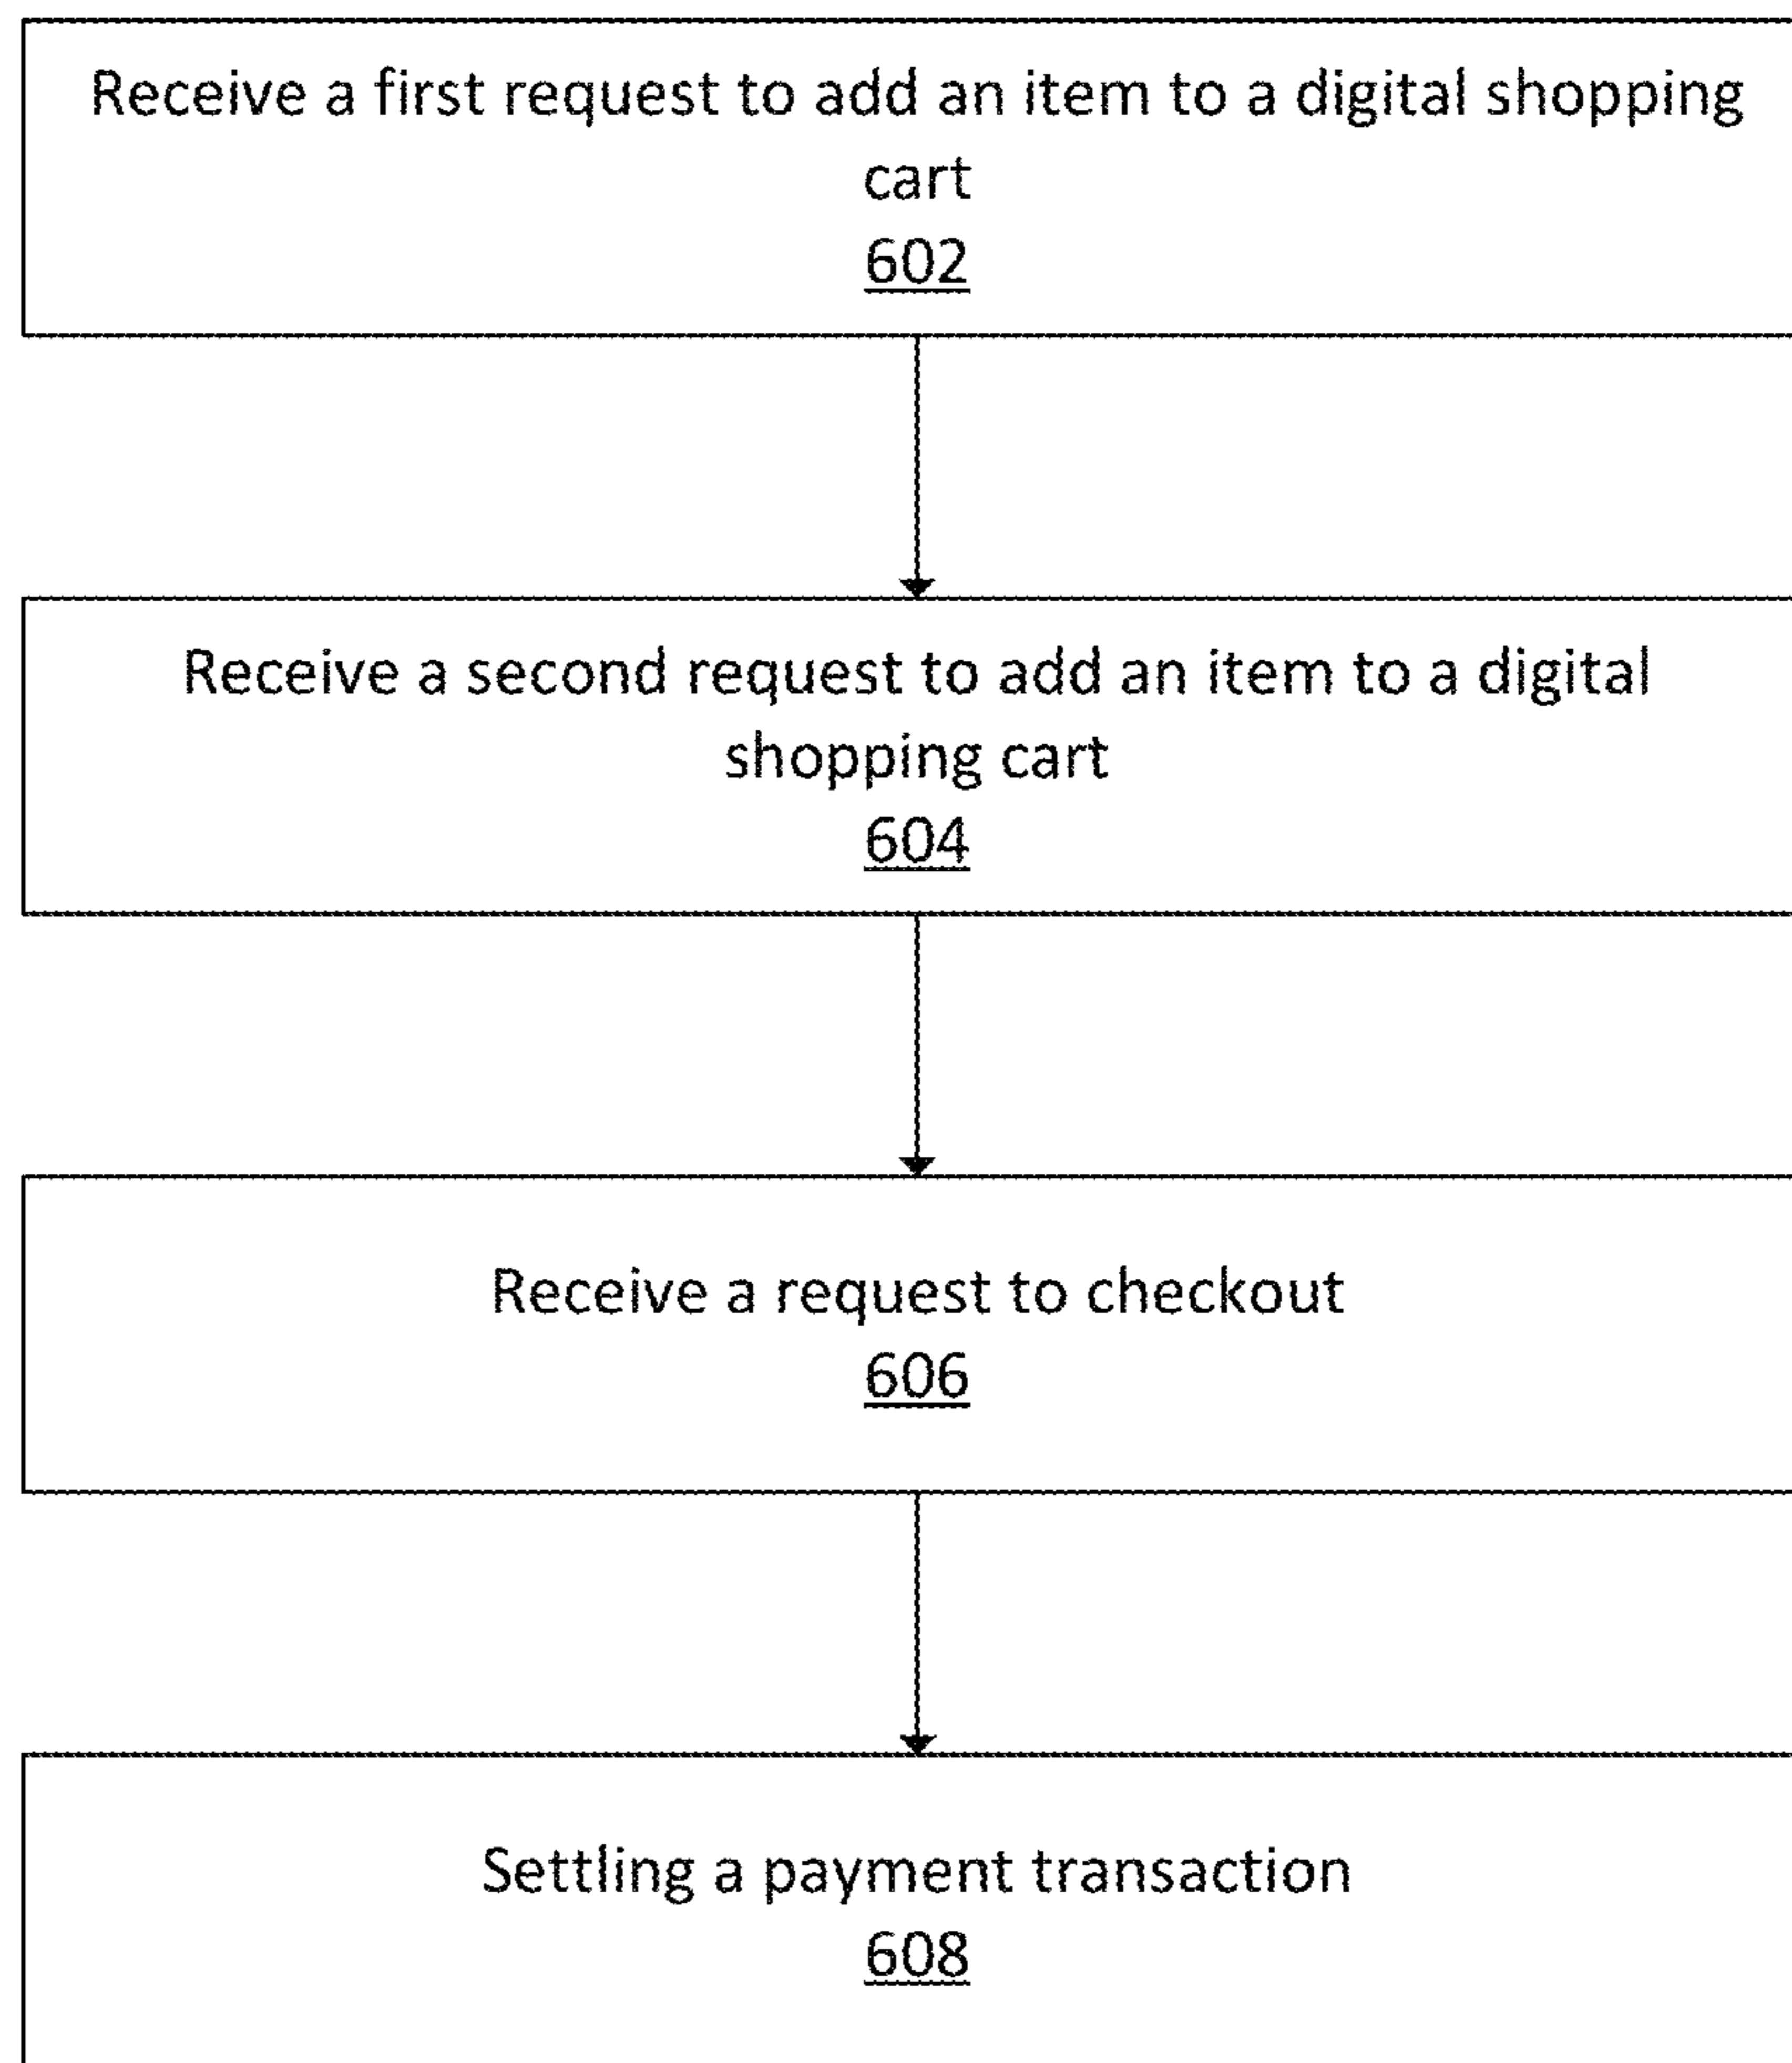 Receive a first request to add an item to a digital shopping
cart
602
Receive a second request to add an item to a digital
shopping cart
604
Receive a request to checkout
606
Settling a payment transaction
608